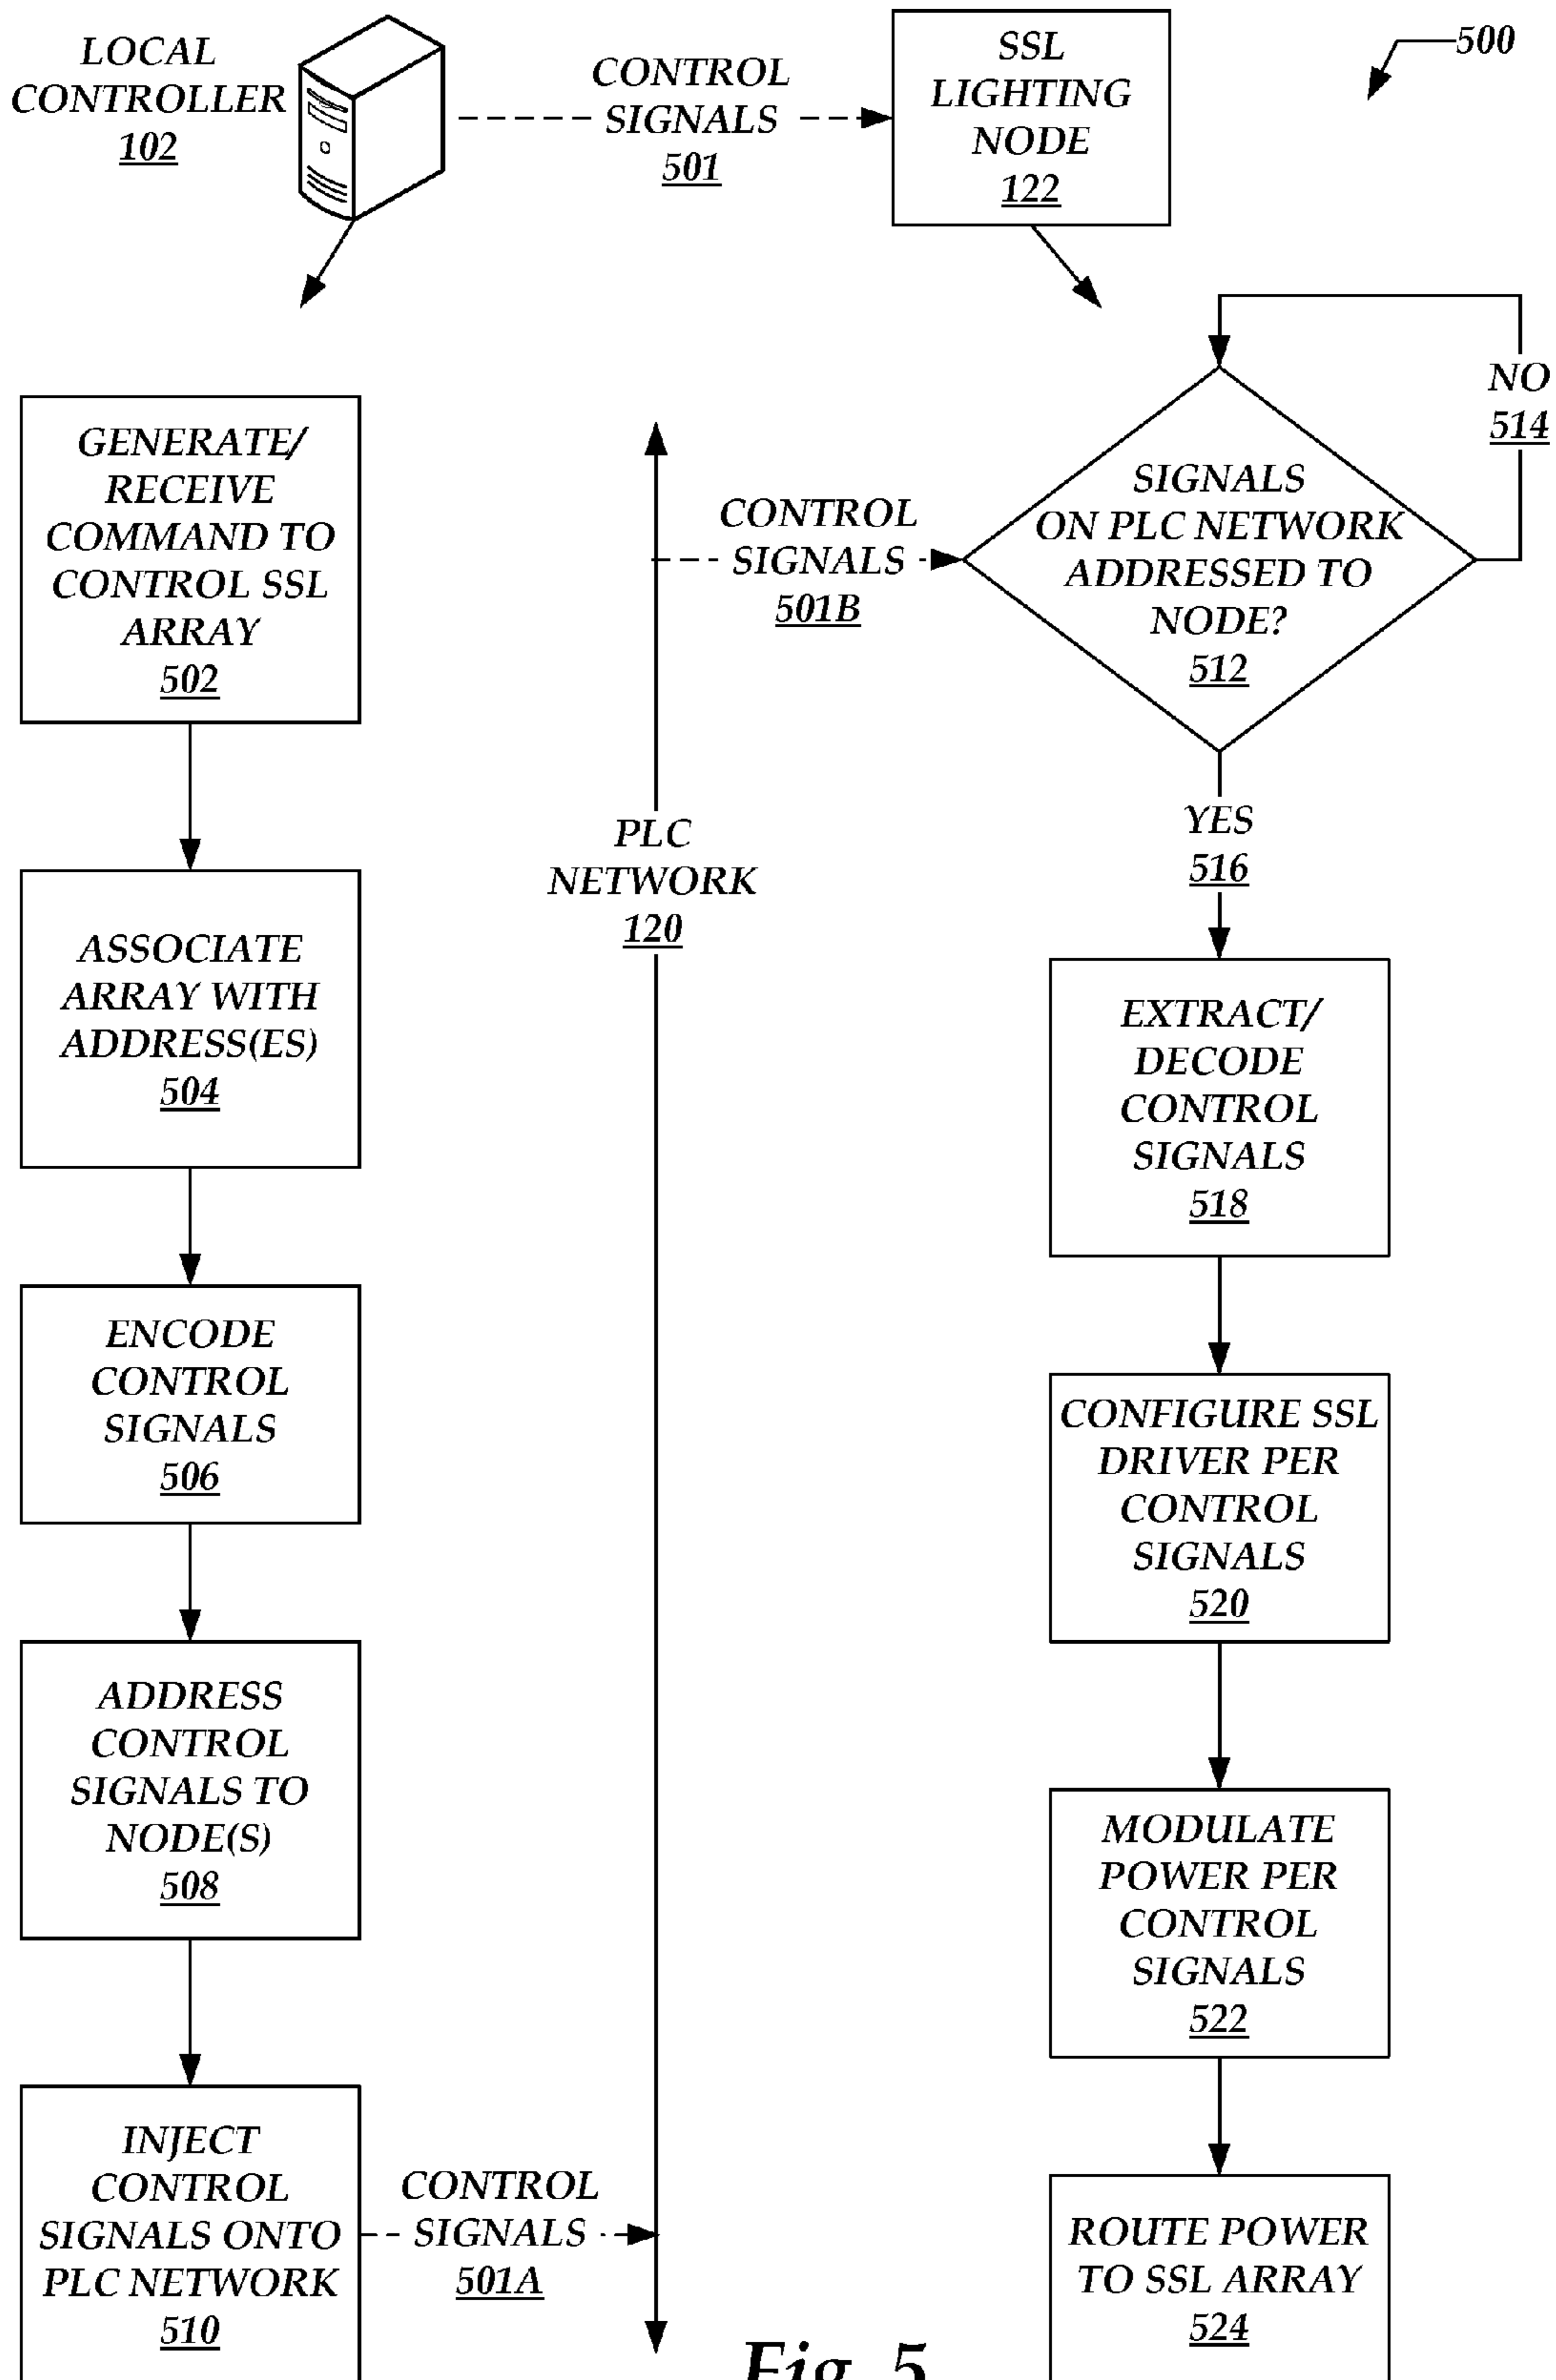 LOCAL
CONTROLLER
102
CONTROL
SIGNALS
501
SSL
LIGHTING
NODE
122
500
GENERATE/
RECEIVE
COMMAND TO
CONTROL SSL
ARRAY
502
ASSOCIATE
ARRAY WITH
ADDRESS(ES)
504
ENCODE
CONTROL
SIGNALS
506
ADDRESS
CONTROL
SIGNALS TO
NODE(S)
508
INJECT
CONTROL
SIGNALS ONTO
PLC NETWORK
510
CONTROL
SIGNALS
501A
PLC
NETWORK
120
CONTROL
SIGNALS
501B
SIGNALS
ON PLC NETWORK
ADDRESSED TO
NODE?
512
NO
514
YES
516
EXTRACT/
DECODE
CONTROL
SIGNALS
518
CONFIGURE SSL
DRIVER PER
CONTROL
SIGNALS
520
MODULATE
POWER PER
CONTROL
SIGNALS
522
ROUTE POWER
TO SSL ARRAY
524
Fig. 5